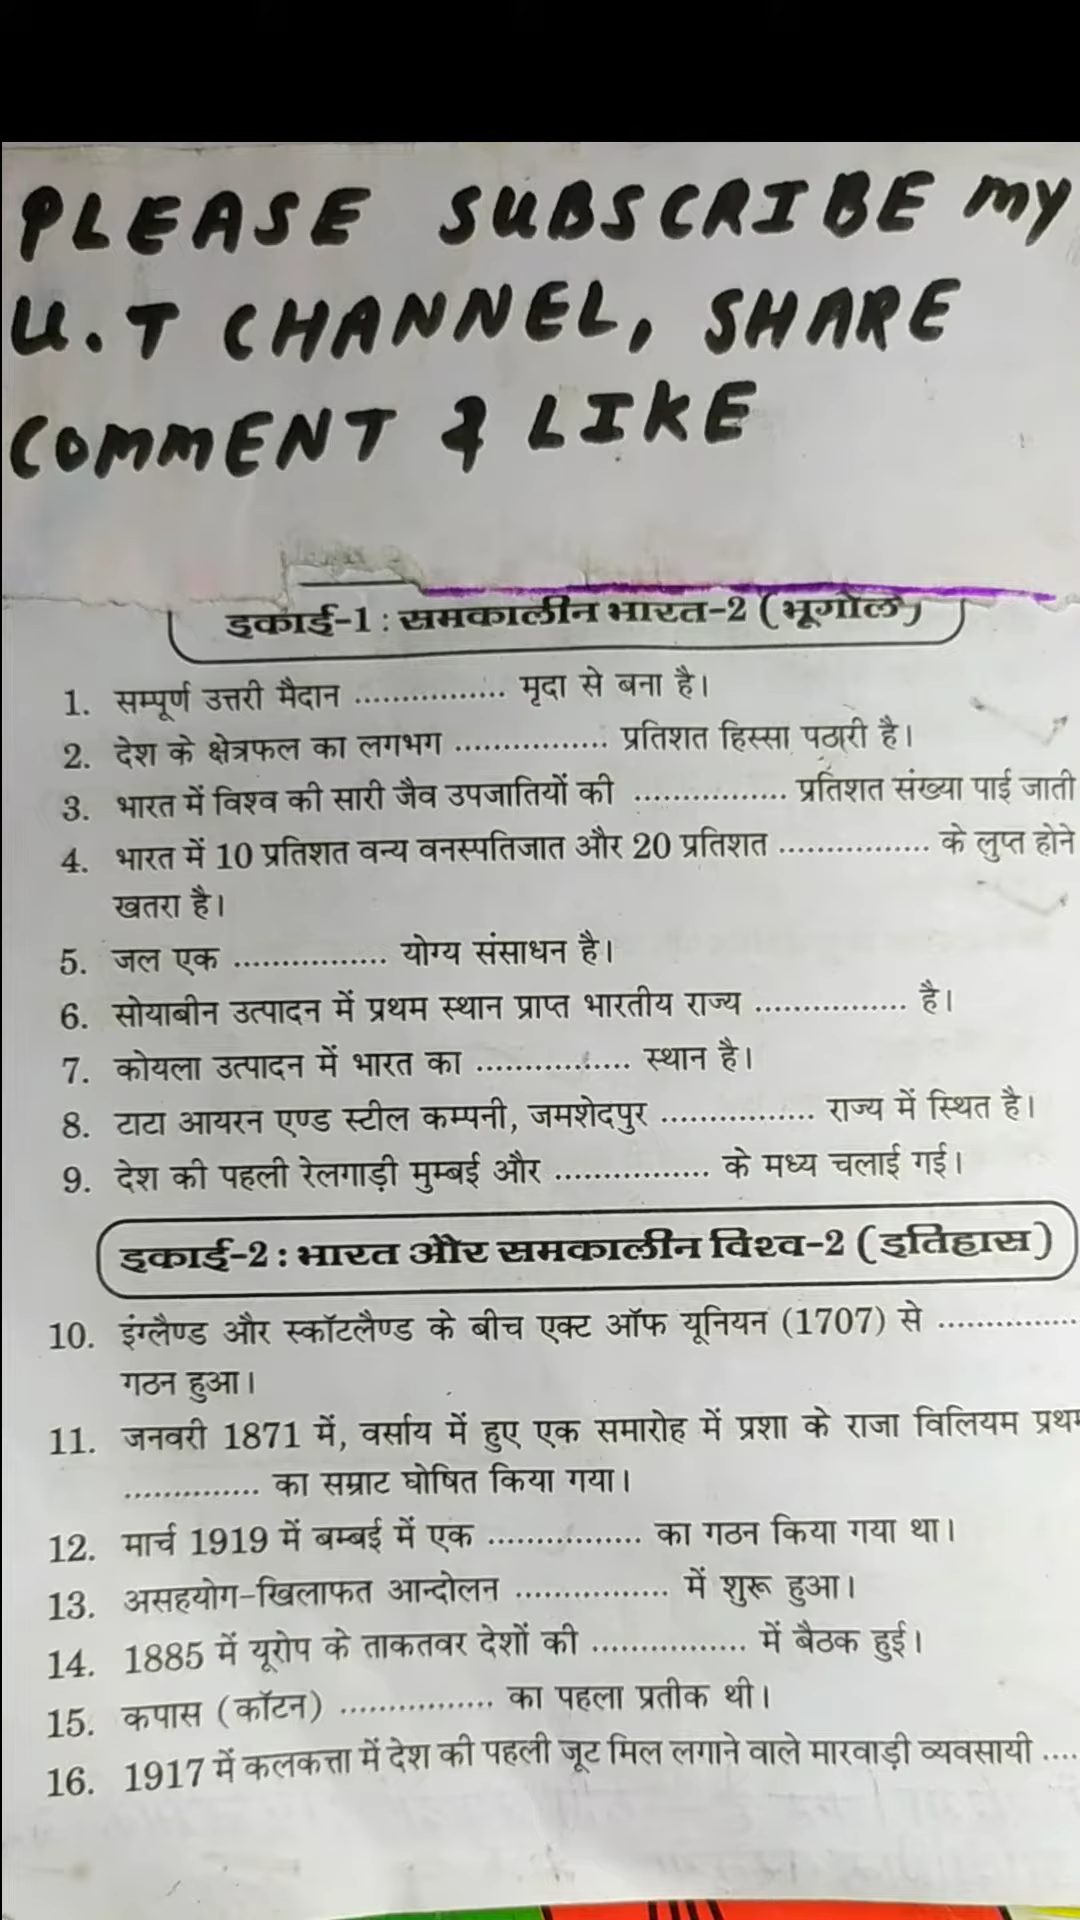 PLEASE SUBSCRIBE MY
U.T CHANNEL, SHARE
COMMENT & LIKE
इकाई-1 : समकालीन भारत-2 (भूगोल)
1. सम्पूर्ण उत्तरी मैदान ................ मृदा से बना है।
2. देश के क्षेत्रफल का लगभग ................ प्रतिशत हिस्सा पठारी है।
3. भारत में विश्व की सारी जैव उपजातियों की ................ प्रतिशत संख्या पाई जाती
4. भारत में 10 प्रतिशत वन्य वनस्पतिजात और 20 प्रतिशत ................ के लुप्त होने
खतरा है।
5. जल एक ................ योग्य संसाधन है।
6. सोयाबीन उत्पादन में प्रथम स्थान प्राप्त भारतीय राज्य ................ है।
7. कोयला उत्पादन में भारत का ................ स्थान है।
8. टाटा आयरन एण्ड स्टील कम्पनी, जमशेदपुर ................ राज्य में स्थित है।
9. देश की पहली रेलगाड़ी मुम्बई और ................ के मध्य चलाई गई।
इकाई-2 : भारत और समकालीन विश्व-2 (इतिहास)
10. इंग्लैण्ड और स्कॉटलैण्ड के बीच एक्ट ऑफ यूनियन (1707) से ...............
गठन हुआ।
11. जनवरी 1871 में, वर्साय में हुए एक समारोह में प्रशा के राजा विलियम प्रथम
.............. का सम्राट घोषित किया गया।
12. मार्च 1919 में बम्बई में एक ................ का गठन किया गया था।
13. असहयोग-खिलाफत आन्दोलन ................ में शुरू हुआ।
14. 1885 में यूरोप के ताकतवर देशों की ................ में बैठक हुई।
15. कपास (कॉटन) ................ का पहला प्रतीक थी।
16. 1917 में कलकत्ता में देश की पहली जूट मिल लगाने वाले मारवाड़ी व्यवसायी ....